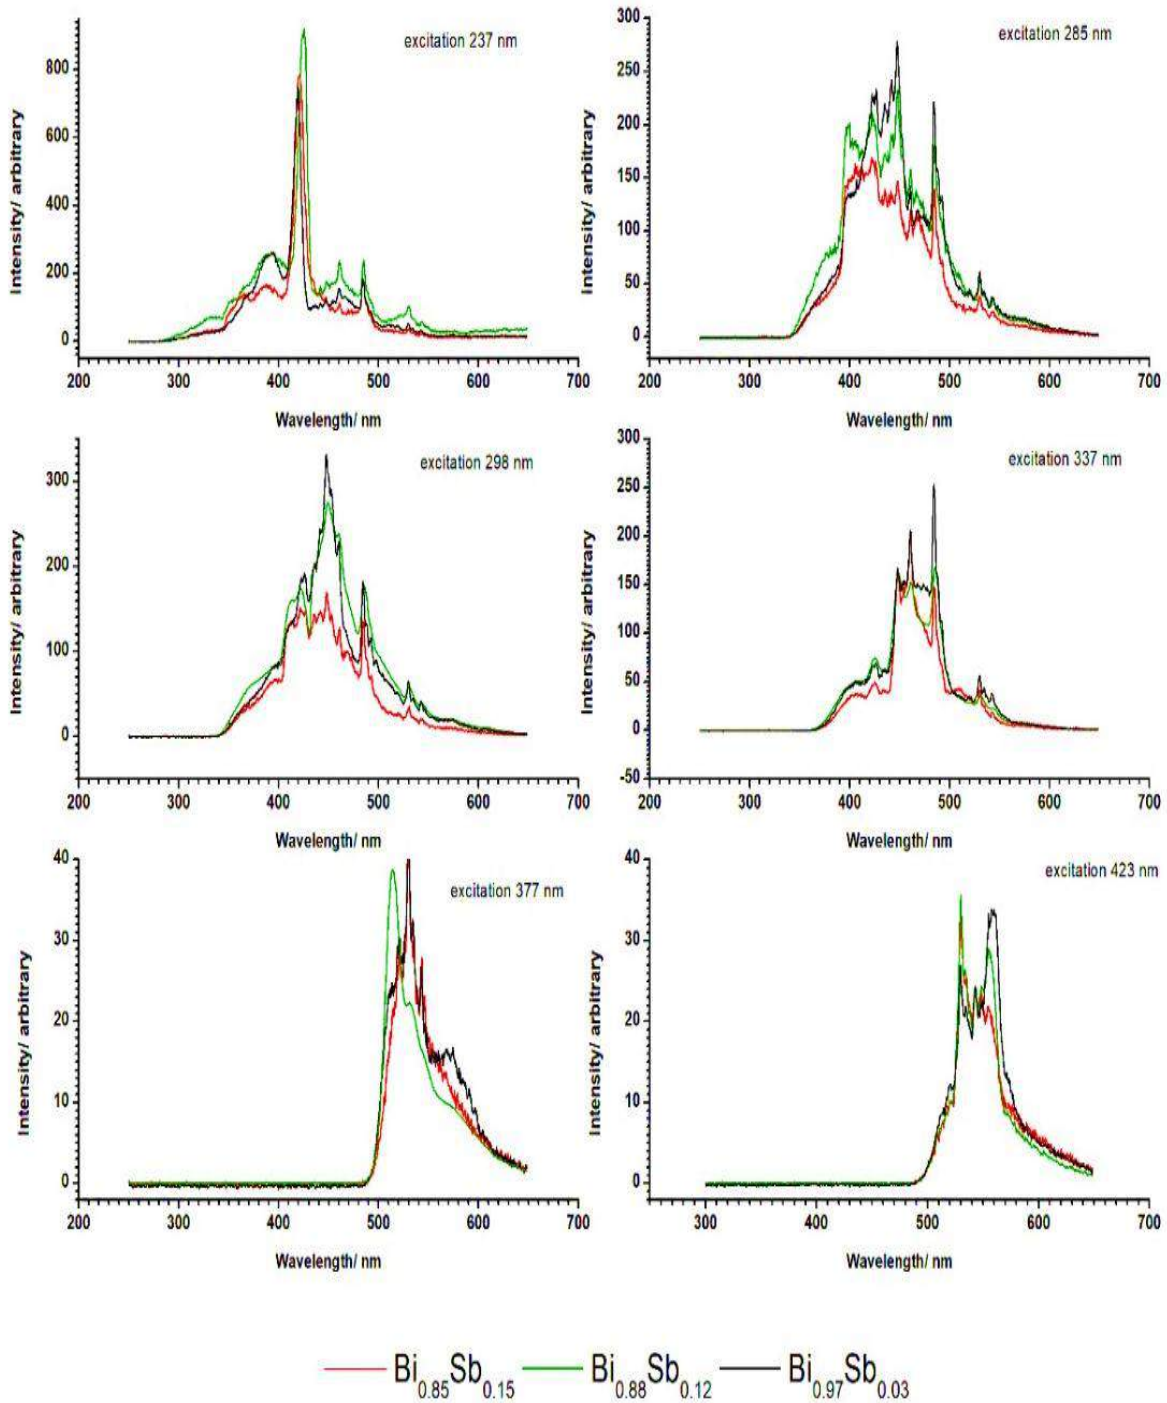 excitation 237 nm
Intensity/ arbitrary
800
600
400
200
0
200 300 400 500 600 700
Wavelength/ nm
excitation 285 nm
Intensity/ arbitrary
300
250
200
150
100
50
0
200 300 400 500 600 700
Wavelength/ nm
excitation 298 nm
Intensity/ arbitrary
300
200
100
0
200 300 400 500 600 700
Wavelength/ nm
excitation 337 nm
Intensity/ arbitrary
300
250
200
150
100
50
0
-50
200 300 400 500 600 700
Wavelength/ nm
excitation 377 nm
Intensity/ arbitrary
40
30
20
10
0
200 300 400 500 600 700
Wavelength/ nm
excitation 423 nm
Intensity/ arbitrary
40
30
20
10
0
300 400 500 600 700
Wavelength/ nm
Bi0.85Sb0.15 Bi0.88Sb0.12 Bi0.97Sb0.03